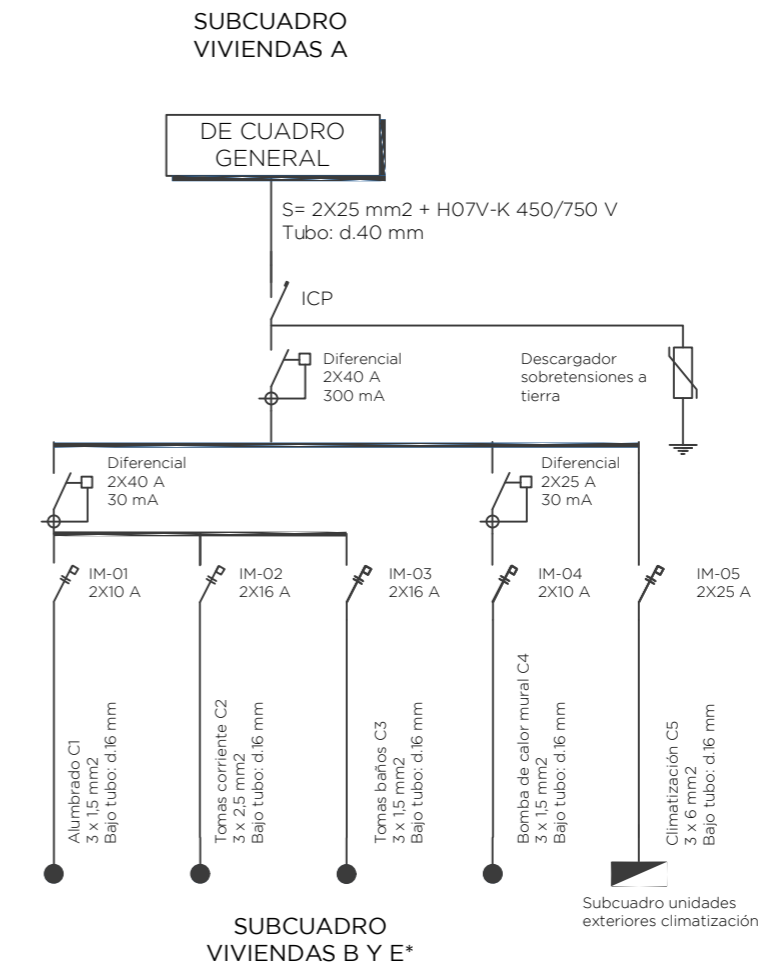 SUBCUADRO
VIVIENDAS A
DE CUADRO
GENERAL
S= 2X25 mm2 + H07V-K 450/750 V
Tubo: d.40 mm
ICP
Diferencial
2X40 A
300 mA
Descargador
sobretensiones a
tierra
Diferencial
2X40 A
30 mA
Diferencial
2X25 A
30 mA
IM-01
2X10 A
IM-02
2X16 A
IM-03
2X16 A
IM-04
2X10 A
IM-05
2X25 A
Alumbrado C1
3 x 1,5 mm2
Bajo tubo: d.16 mm
Tomas corriente C2
3 x 2,5 mm2
Bajo tubo: d.16 mm
Tomas baños C3
3 x 1,5 mm2
Bajo tubo: d.16 mm
Bomba de calor mural C4
3 x 1,5 mm2
Bajo tubo: d.16 mm
Climatización C5
3 x 6 mm2
Bajo tubo: d.16 mm
Subcuadro unidades
exteriores climatización
SUBCUADRO
VIVIENDAS B Y E*